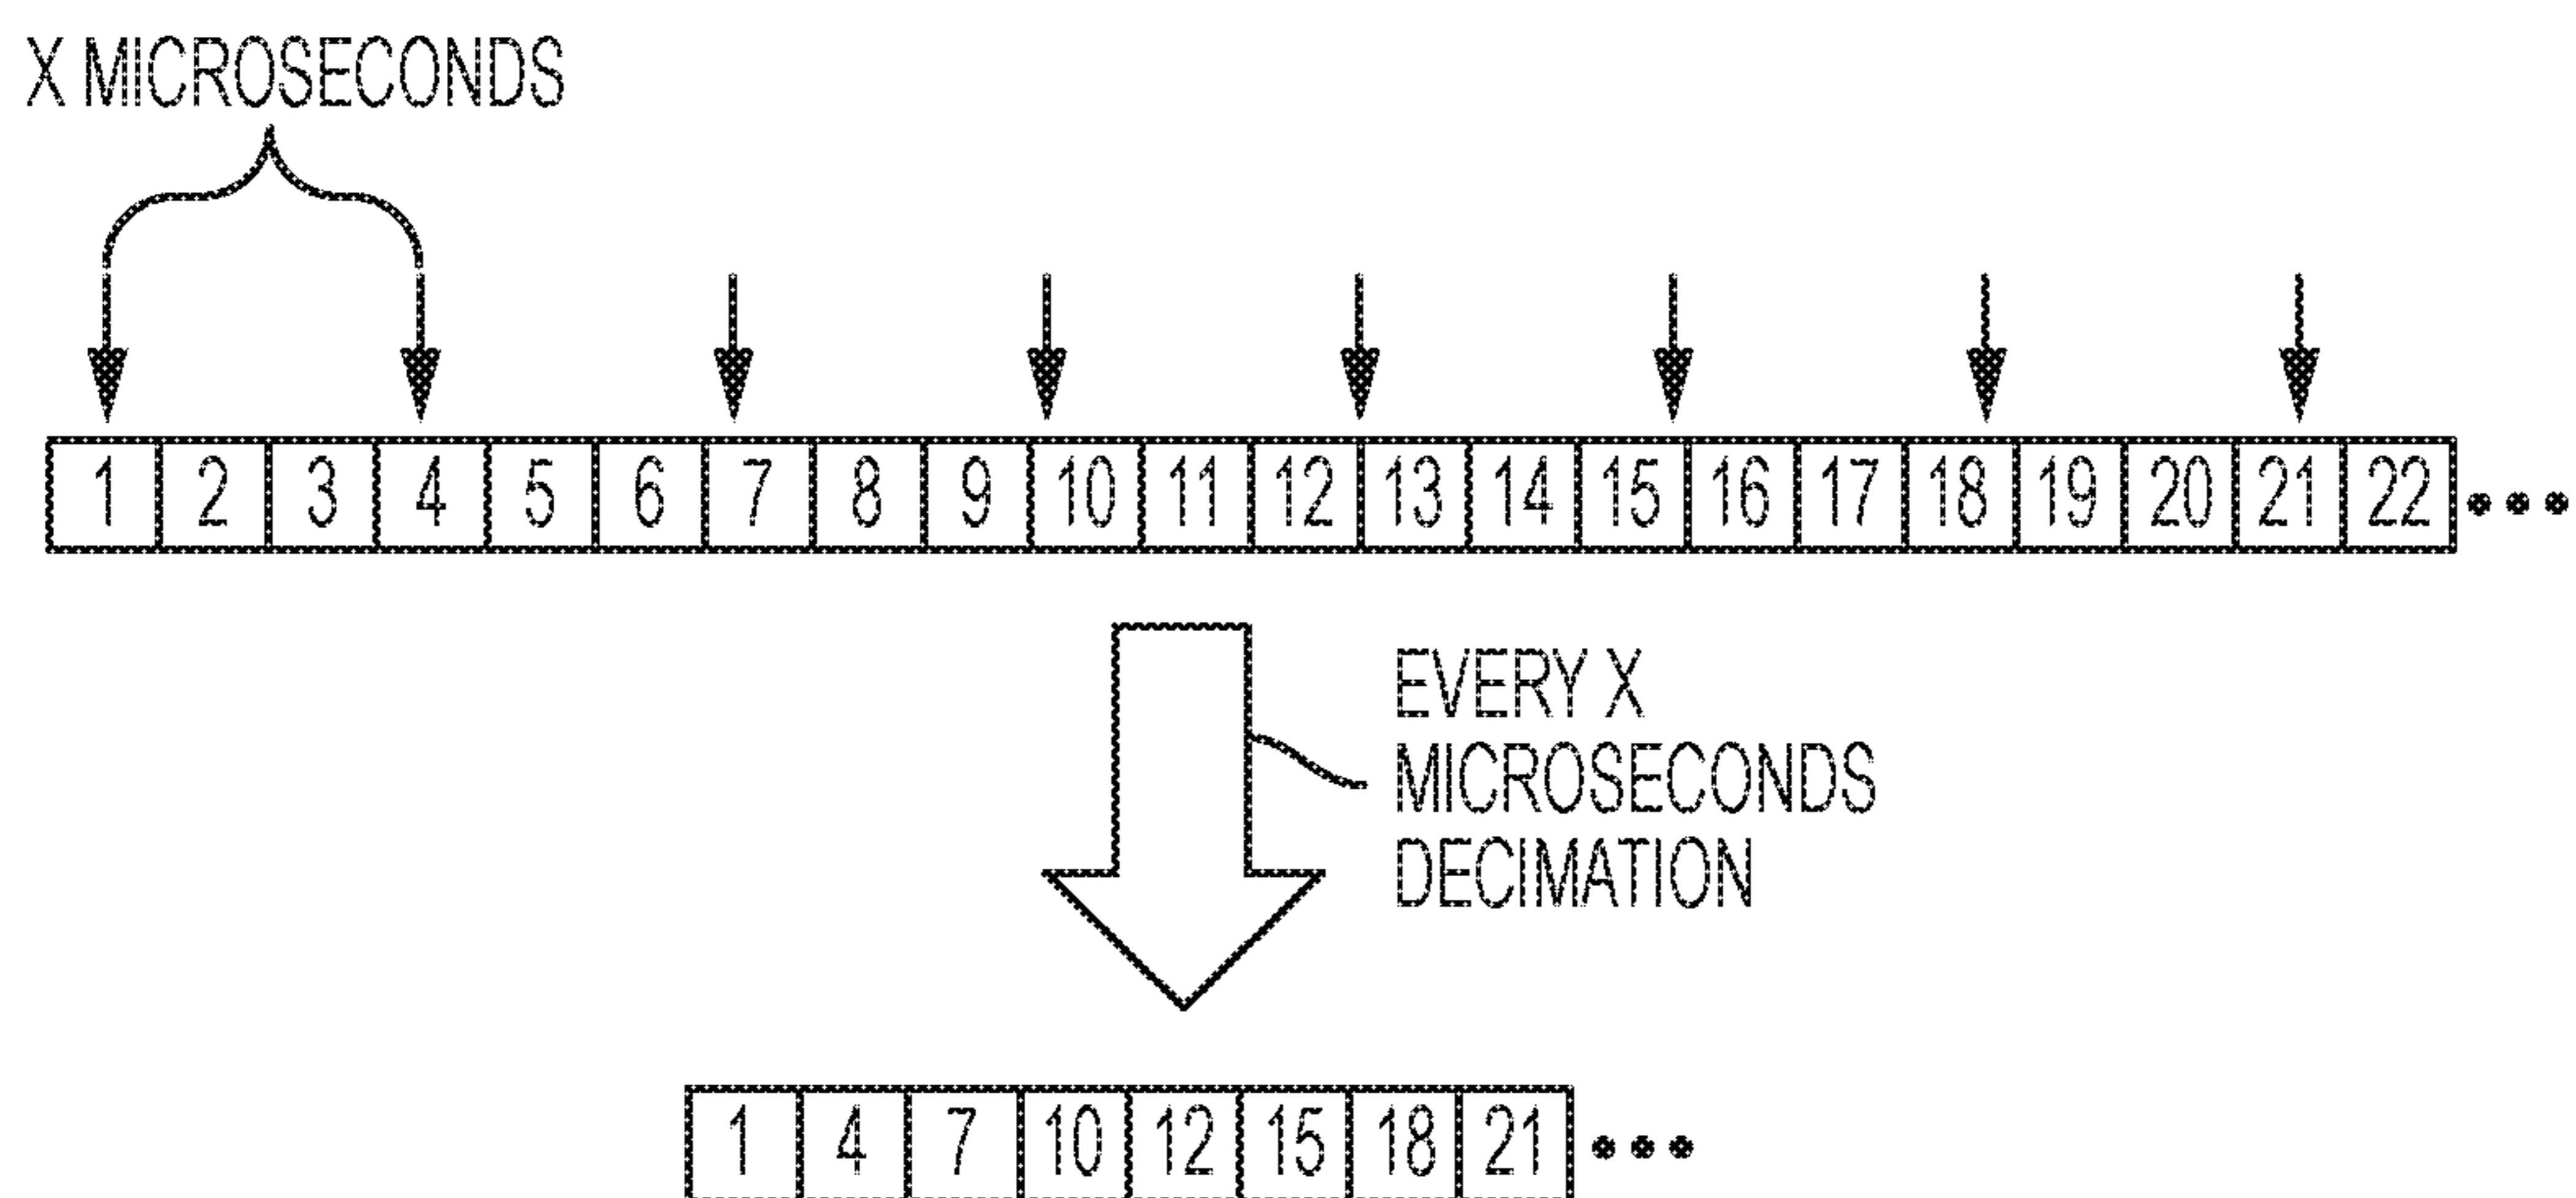 X MICROSECONDS
1 2 3 4 5 6 7 8 9 10 11 12 13 14 15 16 17 18 19 20 21 22
EVERY X
MICROSECONDS
DECIMATION
1 4 7 10 12 15 18 21